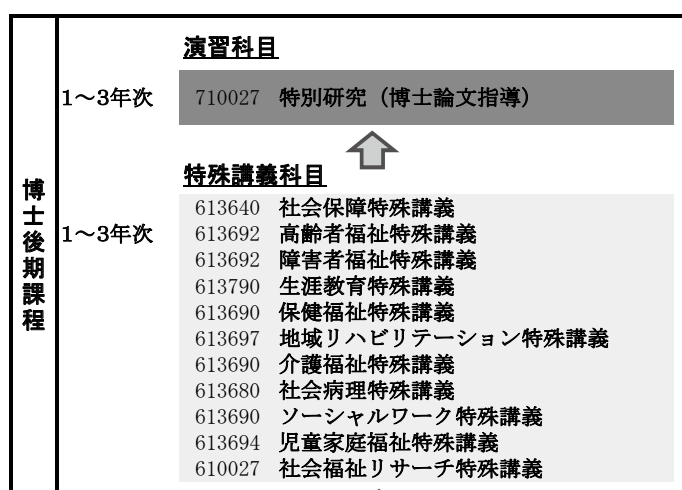 博士後期課程
演習科目
1～3年次
710027 特別研究（博士論文指導）
特殊講義科目
1～3年次
613640 社会保障特殊講義
613692 高齢者福祉特殊講義
613692 障害者福祉特殊講義
613790 生涯教育特殊講義
613690 保健福祉特殊講義
613697 地域リハビリテーション特殊講義
613690 介護福祉特殊講義
613680 社会病理特殊講義
613690 ソーシャルワーク特殊講義
613694 児童家庭福祉特殊講義
610027 社会福祉リサーチ特殊講義